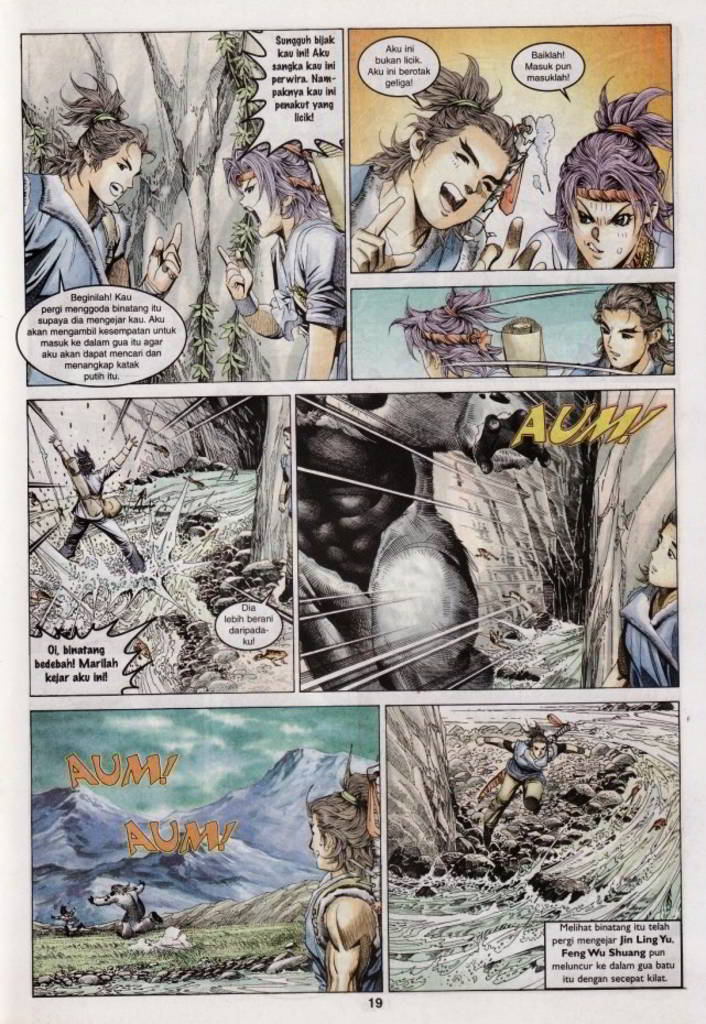 Sungguh bijak
kau ini! Aku
sangka kau ini
perwira. Nam-
paknya kau ini
penakut yang
licik!
Beginilah! Kau
pergi menggoda binatang itu
supaya dia mengejar kau. Aku
akan mengambil kesempatan untuk
masuk ke dalam gua itu agar
aku akan dapat mencari dan
menangkap katak
putih itu.
Aku ini
bukan licik.
Aku ini berotak
geliga!
Baiklah!
Masuk pun
masuklah!
Oi, binatang
bedebah! Marilah
kejar aku ini!
Dia
lebih berani
daripada-
ku!
AUM!
AUM!
AUM!
Melihat binatang itu telah
pergi mengejar Jin Ling Yu,
Feng Wu Shuang pun
meluncur ke dalam gua batu
itu dengan secepat kilat.
19